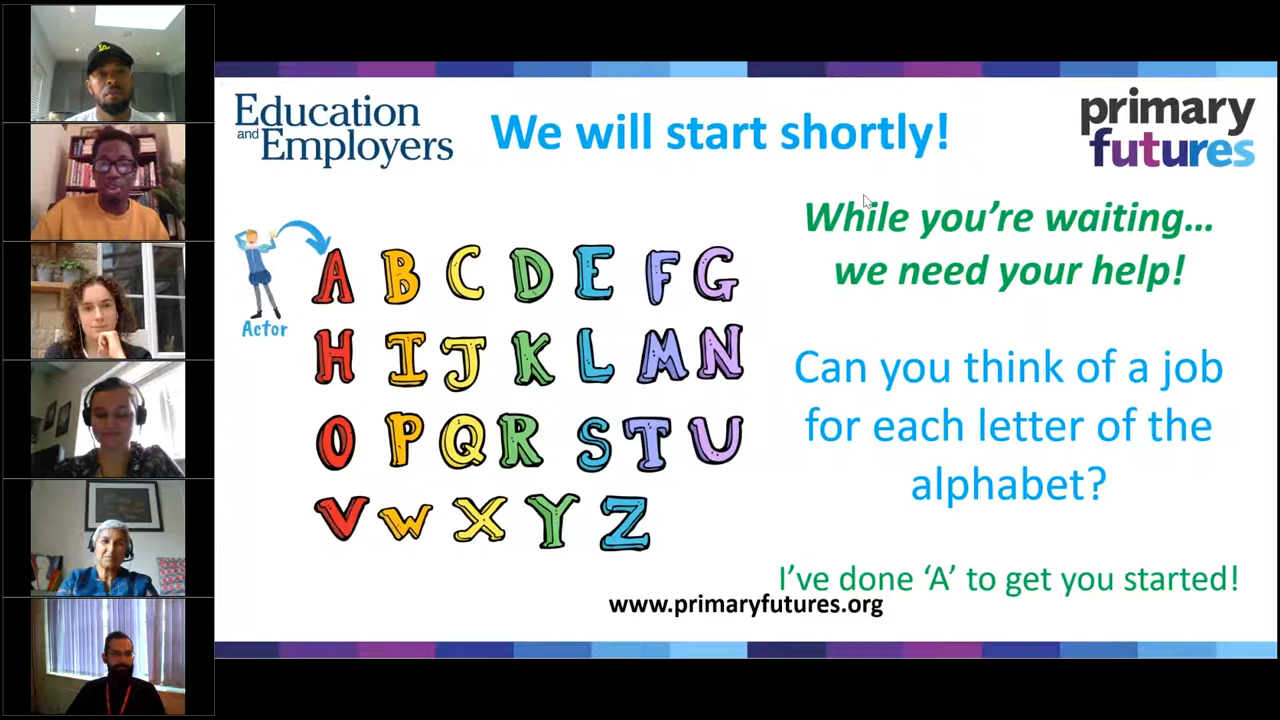 Education
and Employers
We will start shortly!
primary
futures
While you're waiting...
we need your help!
Actor
A B C D E F G
H I J K L M N
O P Q R S T U
V W X Y Z
Can you think of a job
for each letter of the
alphabet?
I've done 'A' to get you started!
www.primaryfutures.org